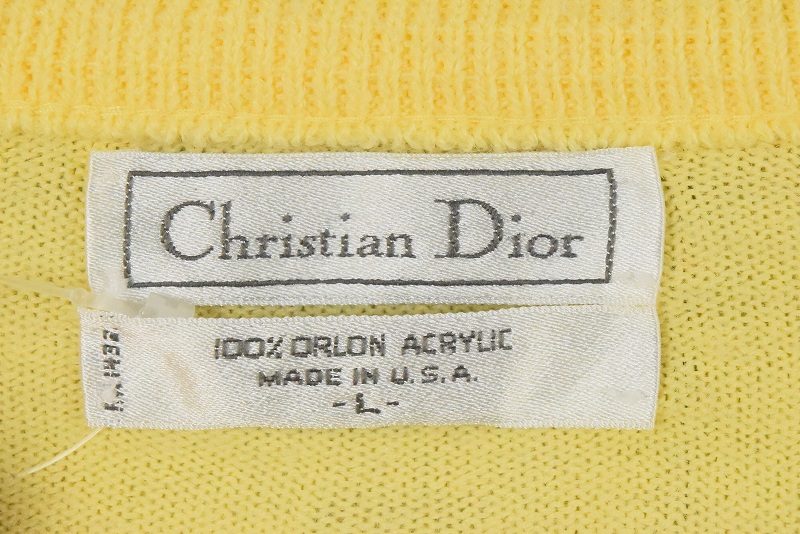 Christian Dior
100% ORLON ACRYLIC
MADE IN U.S.A.
-L-